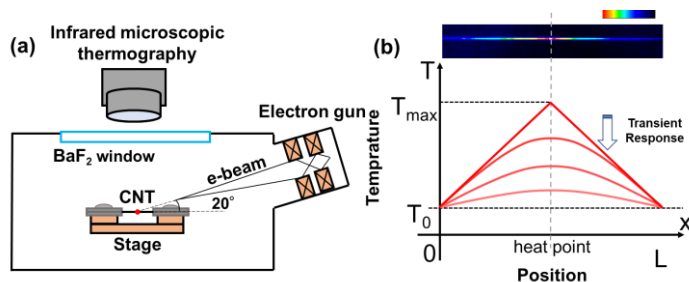 (a)
Infrared microscopic
thermography
Electron gun
BaF₂ window
e-beam
CNT
20°
Stage
(b)
T
Tmax
Transient
Response
Temprature
T₀
x
0
heat point
L
Position